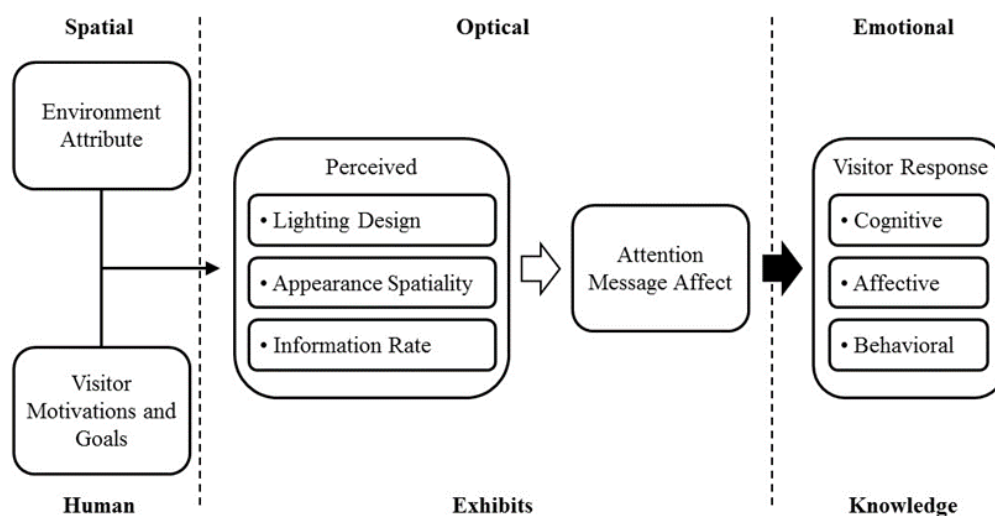 Spatial
Optical
Emotional
Environment
Attribute
Visitor
Motivations and
Goals
Perceived
• Lighting Design
• Appearance Spatiality
• Information Rate
Attention
Message Affect
Visitor Response
• Cognitive
• Affective
• Behavioral
Human
Exhibits
Knowledge